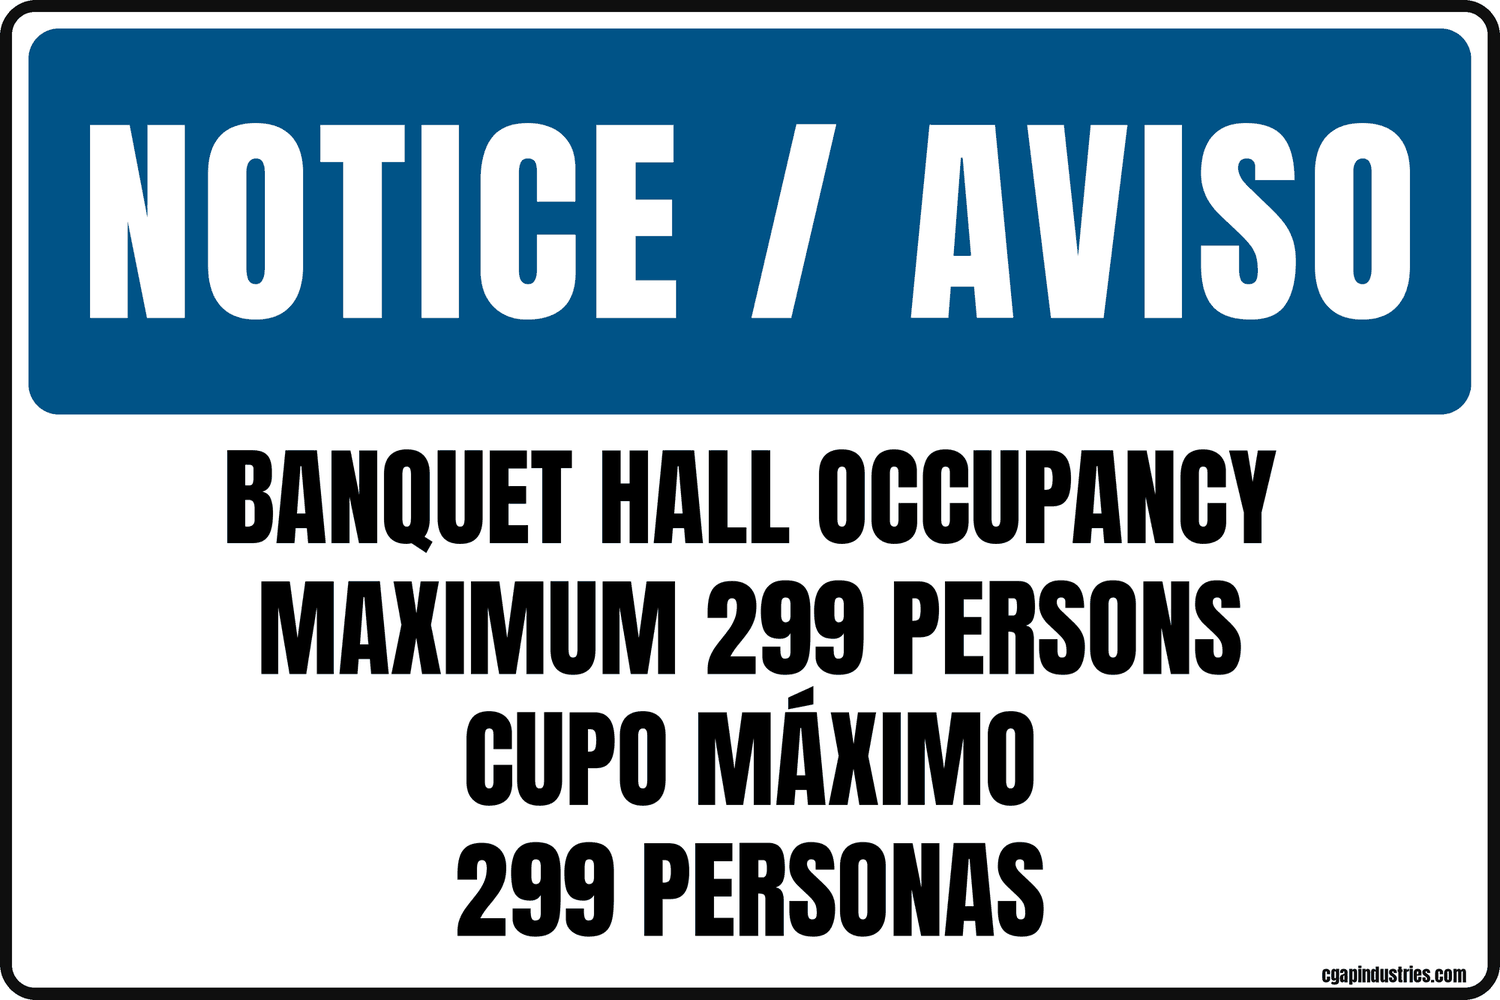 NOTICE / AVISO
BANQUET HALL OCCUPANCY
MAXIMUM 299 PERSONS
CUPO MÁXIMO
299 PERSONAS
cgapindustries.com